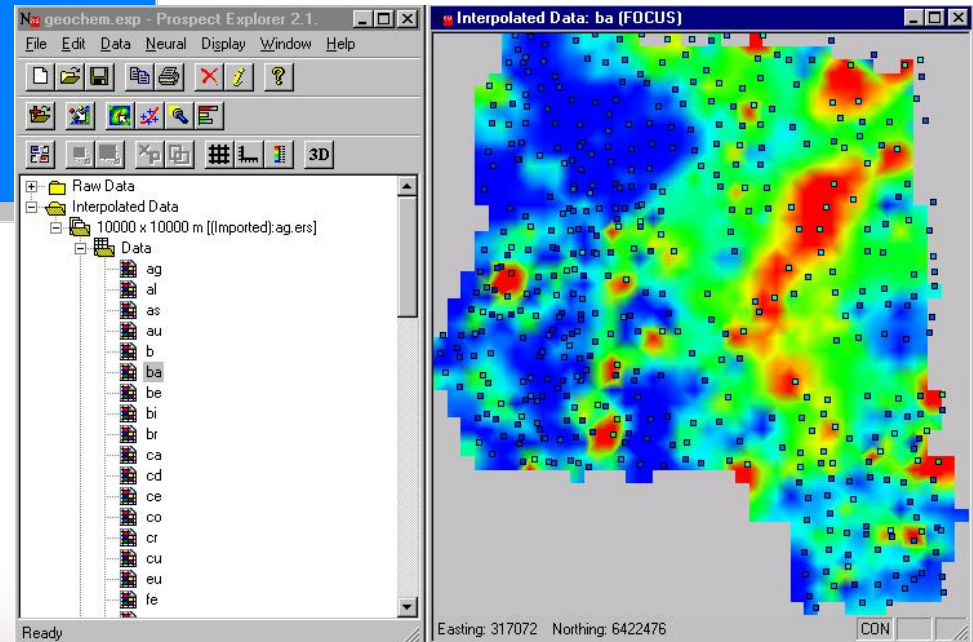 geochem.exp - Prospect Explorer 2.1.
File Edit Data Neural Display Window Help
3D
Raw Data
Interpolated Data
10000 x 10000 m [(Imported):ag.ers]
Data
ag
al
as
au
b
ba
be
bi
br
ca
cd
ce
co
cr
cu
eu
fe
Ready
Interpolated Data: ba (FOCUS)
Easting: 317072 Northing: 6422476
CON